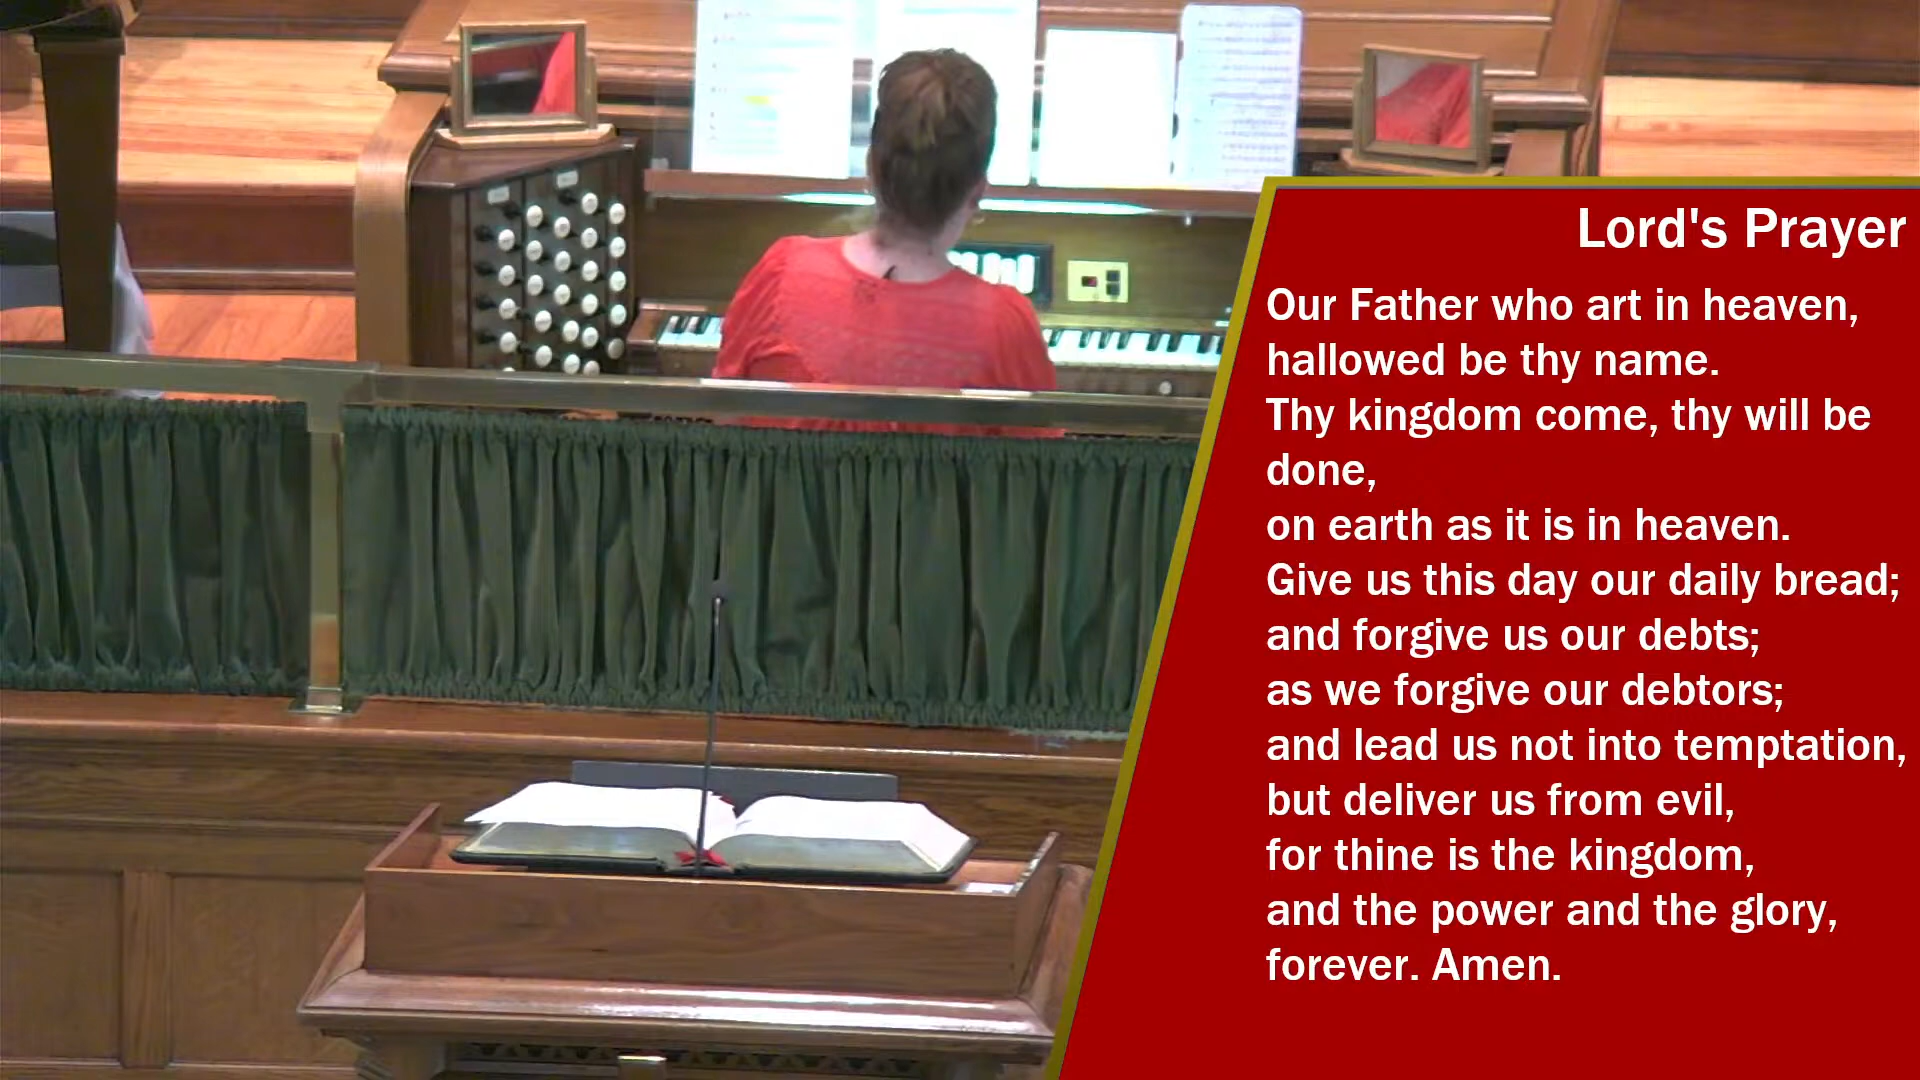 Lord's Prayer
Our Father who art in heaven,
hallowed be thy name.
Thy kingdom come, thy will be
done,
on earth as it is in heaven.
Give us this day our daily bread;
and forgive us our debts;
as we forgive our debtors;
and lead us not into temptation,
but deliver us from evil,
for thine is the kingdom,
and the power and the glory,
forever. Amen.